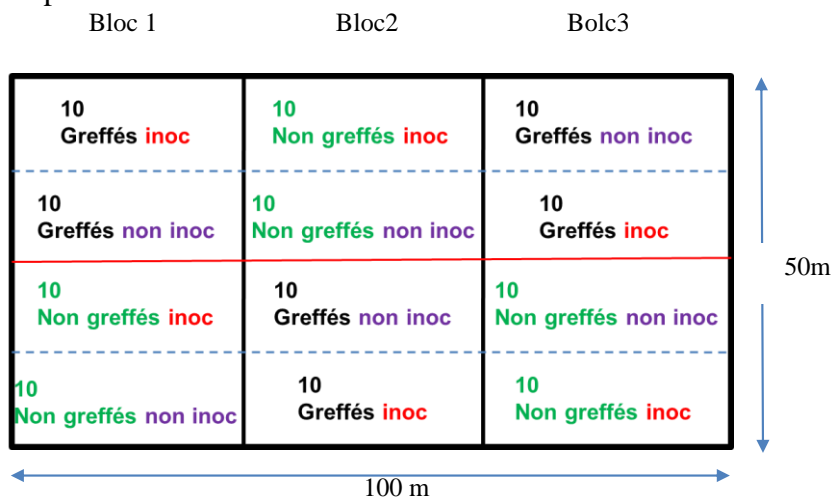 Bloc 1 Bloc2 Bolc3
10 10 10
Greffés inoc Non greffés inoc Greffés non inoc
10 10 10
Greffés non inoc Non greffés non inoc Greffés inoc
50m
10 10 10
Non greffés inoc Greffés non inoc Non greffés non inoc
10 10 10
Non greffés non inoc Greffés inoc Non greffés inoc
100 m